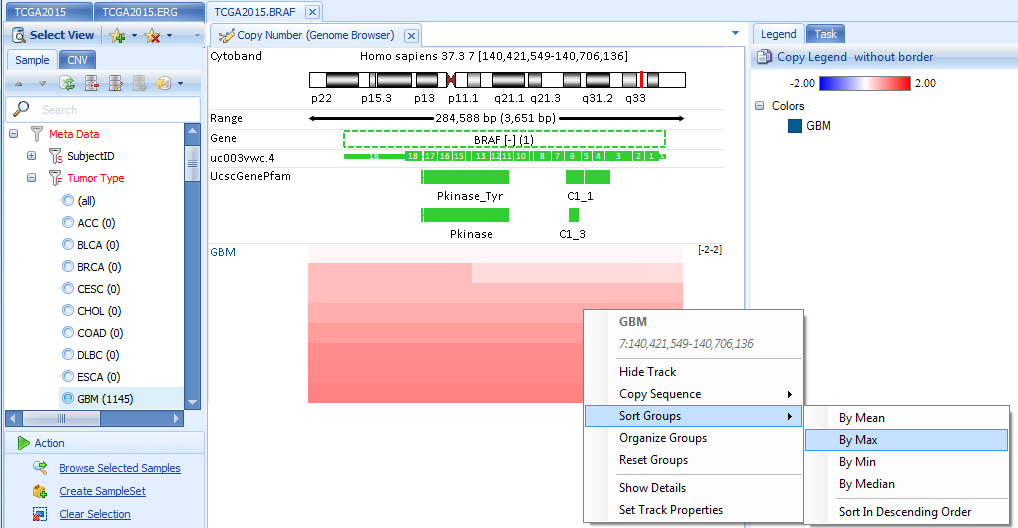 TCGA2015
TCGA2015.ERG
TCGA2015.BRAF
Select View
Sample
CNV
Search
Meta Data
SubjectID
Tumor Type
(all)
ACC (0)
BLCA (0)
BRCA (0)
CESC (0)
CHOL (0)
COAD (0)
DLBC (0)
ESCA (0)
GBM (1145)
Action
Browse Selected Samples
Create SampleSet
Clear Selection
Copy Number (Genome Browser)
Cytoband
Homo sapiens 37.3 7 [140,421,549-140,706,136]
p22 p15.3 p13 p11.1 q21.1 q21.3 q31.2 q33
Range
284,588 bp (3,651 bp)
Gene
BRAF [-] (1)
uc003vwc.4
18 18 17 16 15 13 12 11 10 8 7 6 5 4 3 2 1 1
UcscGenePfam
Pkinase_Tyr C1_1
Pkinase C1_3
GBM
[-2-2]
GBM
7:140,421,549-140,706,136
Hide Track
Copy Sequence
Sort Groups
Organize Groups
Reset Groups
Show Details
Set Track Properties
By Mean
By Max
By Min
By Median
Sort In Descending Order
Legend
Task
Copy Legend without border
-2.00 2.00
Colors
GBM